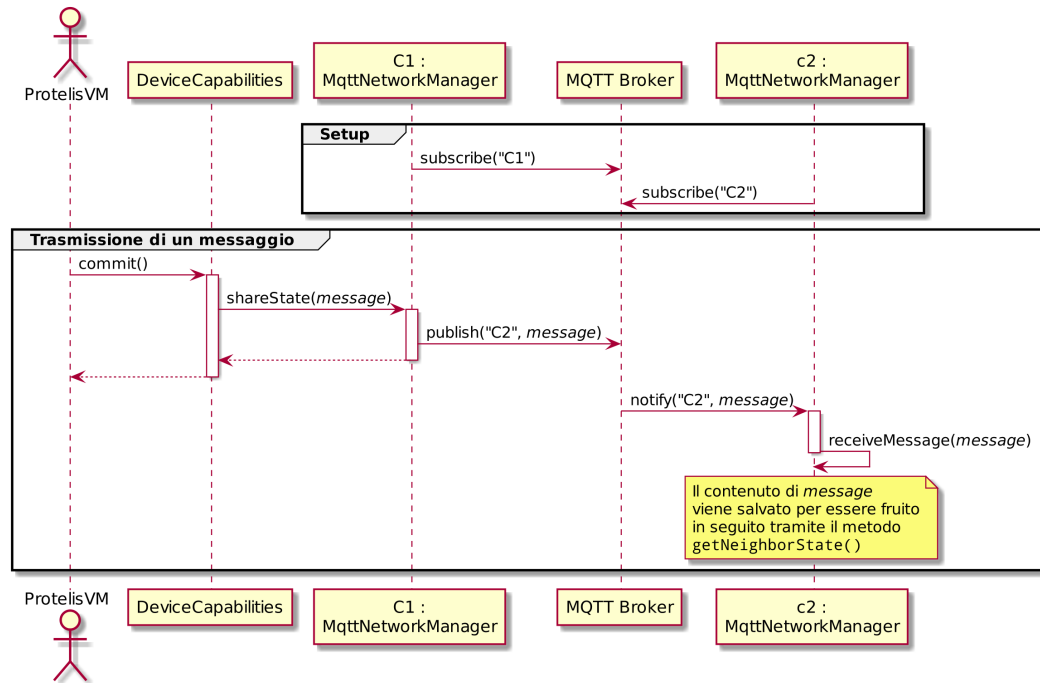 ProtelisVM
DeviceCapabilities
C1 :
MqttNetworkManager
MQTT Broker
c2 :
MqttNetworkManager
Setup
subscribe("C1")
subscribe("C2")
Trasmissione di un messaggio
commit()
shareState(message)
publish("C2", message)
notify("C2", message)
receiveMessage(message)
Il contenuto di message
viene salvato per essere fruito
in seguito tramite il metodo
getNeighborState()
ProtelisVM
DeviceCapabilities
C1 :
MqttNetworkManager
MQTT Broker
c2 :
MqttNetworkManager